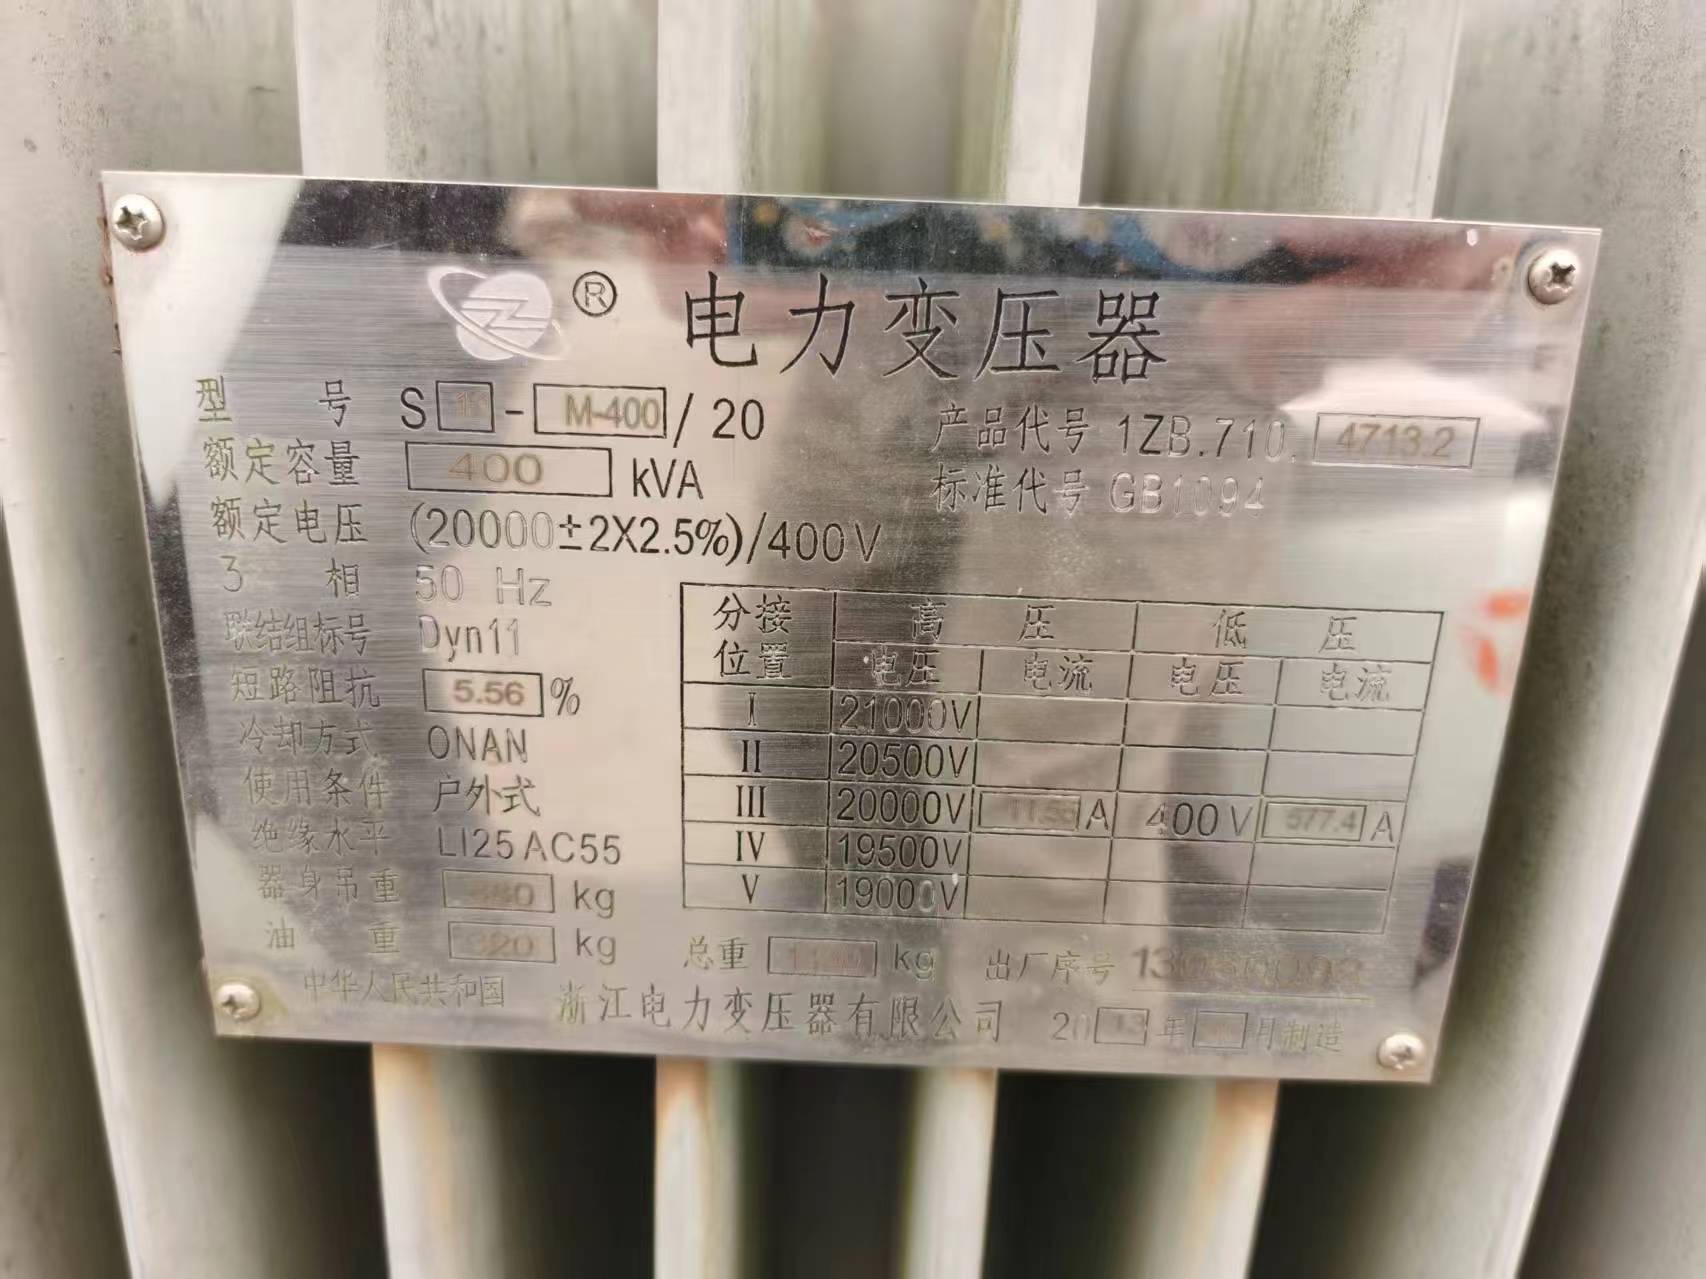 ® 电力变压器
型 号 S11-M-400/20
产品代号 1ZB.710.4713.2
额定容量 400 kVA
标准代号 GB1094
额定电压 (20000±2X2.5%)/400V
3 相 50 Hz
联结组标号 Dyn11
短路阻抗 5.56 %
冷却方式 ONAN
使用条件 户外式
绝缘水平 LI25AC55
器身吊重 kg
油 重 320 kg
分接位置 高 压 低 压
电压 电流 电压 电流
I 21000V
II 20500V
III 20000V 11.55 A 400V 577.4 A
IV 19500V
V 19000V
总重 kg 出厂序号
中华人民共和国 浙江电力变压器有限公司 2013年 月制造